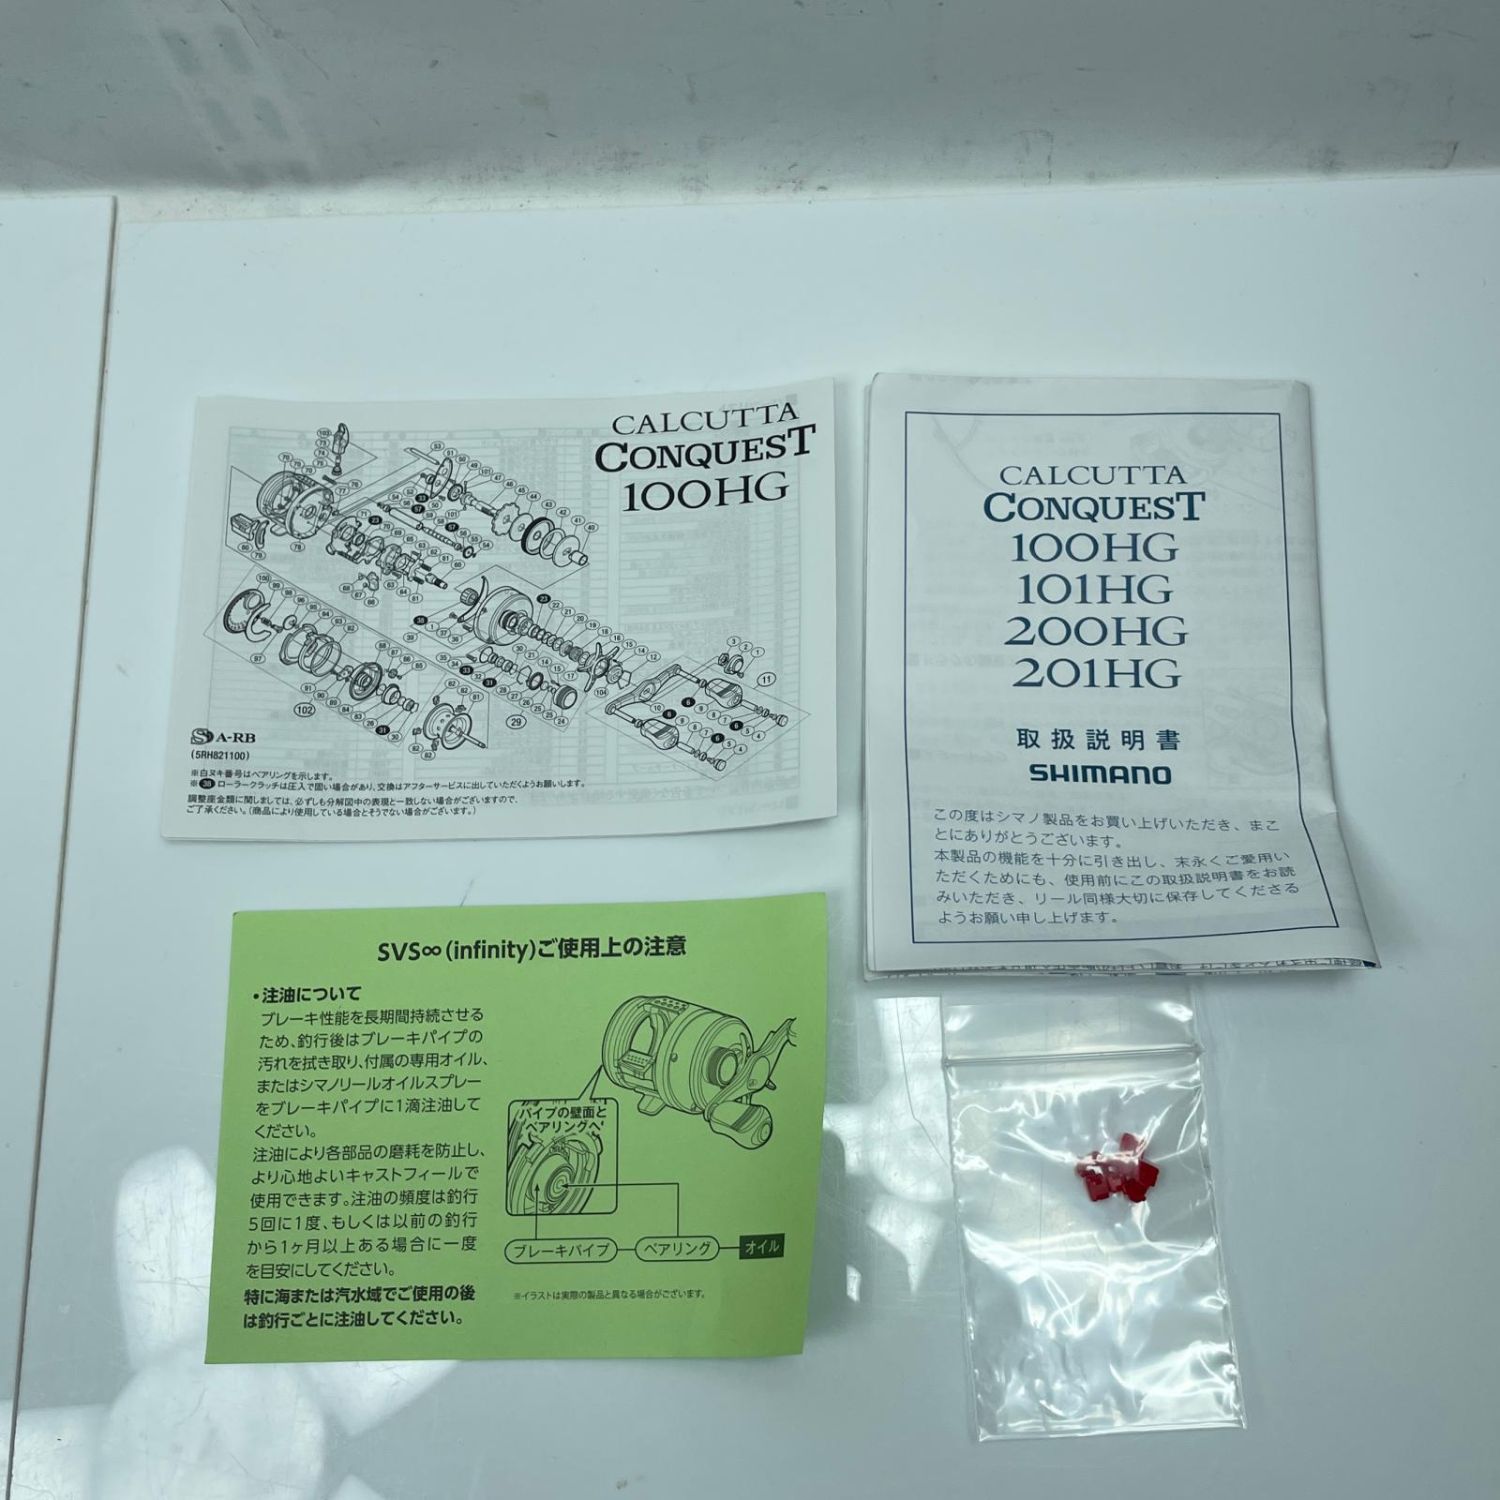 CALCUTTA
CONQUEST
100HG
S A-RB
(5RH821100)
※白ヌキ番号はベアリングを示します。
※38 ローラークラッチは圧入で固い場合があり、交換はアフターサービスに出していただくようお願いします。
調整座金類に関しましては、必ずしも分解図中の表現と一致しない場合がございますので、
ご了承ください。(商品により使用している場合とそうでない場合がございます。)
CALCUTTA
CONQUEST
100HG
101HG
200HG
201HG
取扱説明書
SHIMANO
この度はシマノ製品をお買い上げいただき、まこ
とにありがとうございます。
本製品の機能を十分に引き出し、末永くご愛用い
ただくためにも、使用前にこの取扱説明書をお読
みいただき、リール同様大切に保存してくださる
ようお願い申し上げます。
SVS∞(infinity)ご使用上の注意
・注油について
ブレーキ性能を長期間持続させる
ため、釣行後はブレーキパイプの
汚れを拭き取り、付属の専用オイル、
またはシマノリールオイルスプレー
をブレーキパイプに1滴注油して
ください。
注油により各部品の磨耗を防止し、
より心地よいキャストフィールで
使用できます。注油の頻度は釣行
5回に1度、もしくは以前の釣行
から1ヶ月以上ある場合に一度
を目安にしてください。
特に海または汽水域でご使用の後
は釣行ごとに注油してください。
パイプの壁面と
ベアリングへ
ブレーキパイプ
ベアリング
オイル
※イラストは実際の製品と異なる場合がございます。